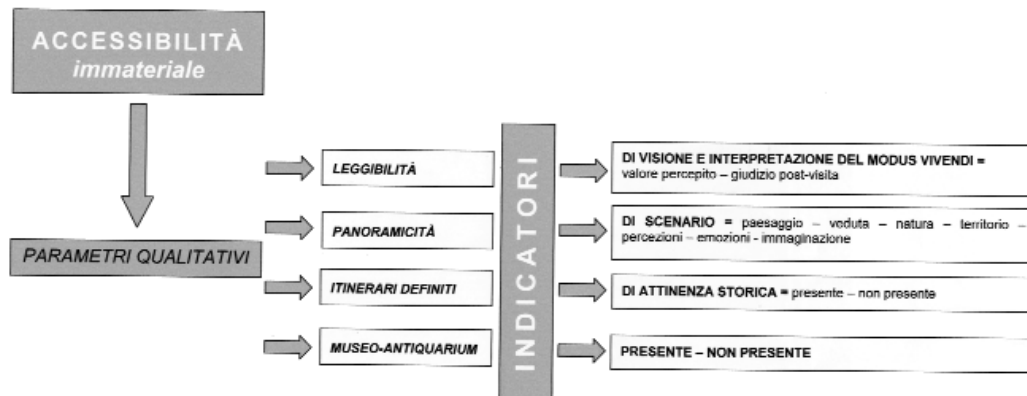 ACCESSIBILITÀ
immateriale
PARAMETRI QUALITATIVI
LEGGIBILITÀ
PANORAMICITÀ
ITINERARI DEFINITI
MUSEO-ANTIQUARIUM
INDICATORI
DI VISIONE E INTERPRETAZIONE DEL MODUS VIVENDI =
valore percepito – giudizio post-visita
DI SCENARIO = paesaggio – veduta – natura – territorio –
percezioni – emozioni - immaginazione
DI ATTINENZA STORICA = presente – non presente
PRESENTE – NON PRESENTE